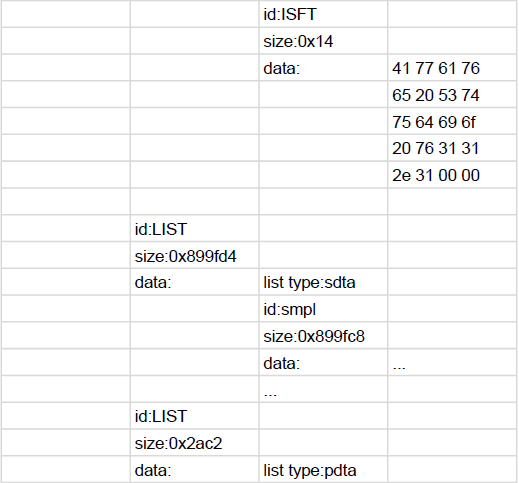 id:ISFT
size:0x14
data: 41 77 61 76
65 20 53 74
75 64 69 6f
20 76 31 31
2e 31 00 00
id:LIST
size:0x899fd4
data: list type:sdta
id:smpl
size:0x899fc8
data: ...
...
id:LIST
size:0x2ac2
data: list type:pdta